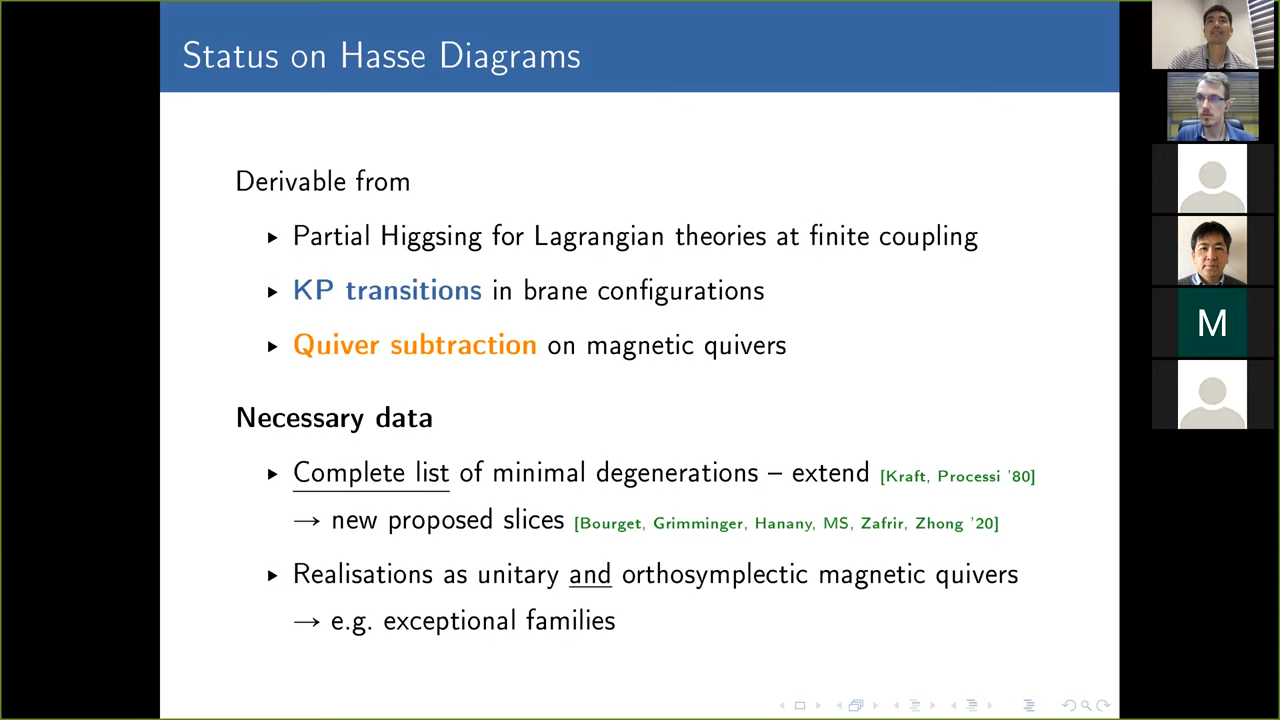 Status on Hasse Diagrams
Derivable from
▸ Partial Higgsing for Lagrangian theories at finite coupling
▸ KP transitions in brane configurations
▸ Quiver subtraction on magnetic quivers
Necessary data
▸ Complete list of minimal degenerations – extend [Kraft, Processi '80]
→ new proposed slices [Bourget, Grimminger, Hanany, MS, Zafrir, Zhong '20]
▸ Realisations as unitary and orthosymplectic magnetic quivers
→ e.g. exceptional families
M